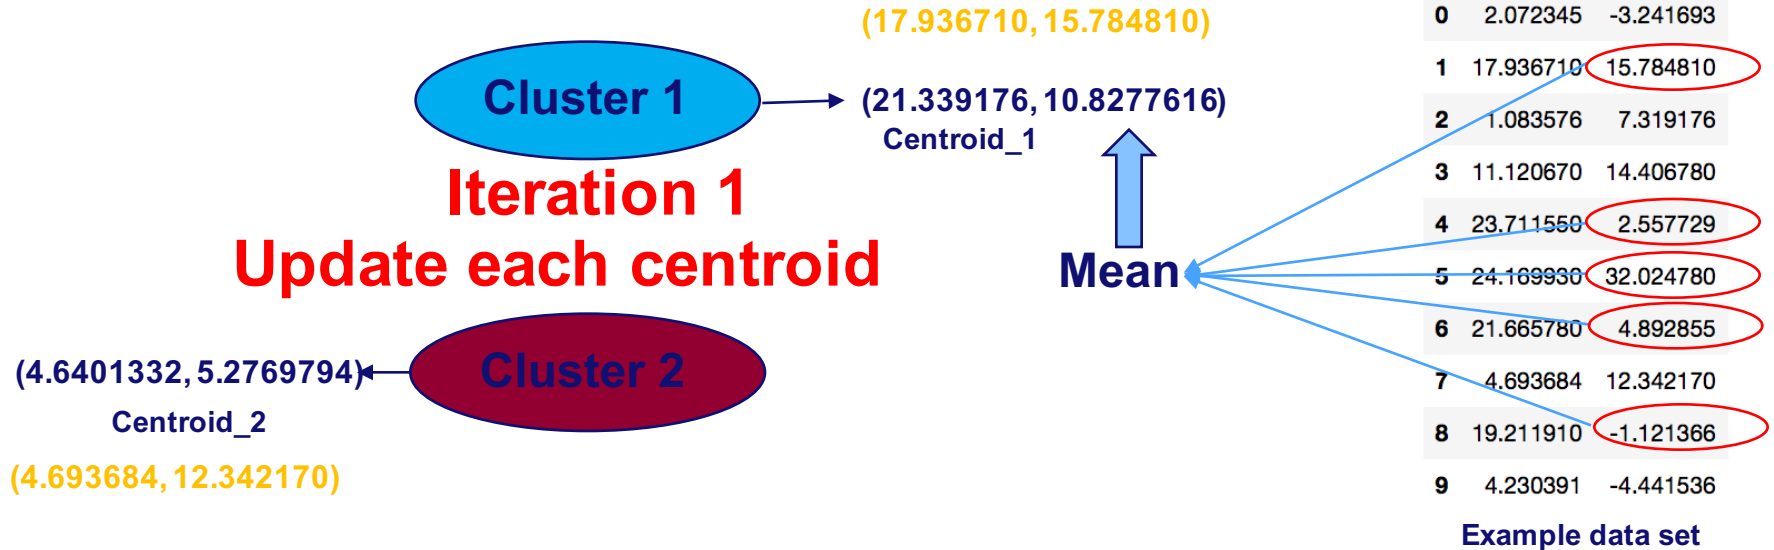 (17.936710, 15.784810)
Cluster 1
(21.339176, 10.8277616)
Centroid_1
Iteration 1
Update each centroid
Mean
Cluster 2
(4.6401332, 5.2769794)
Centroid_2
(4.693684, 12.342170)
0 2.072345 -3.241693
1 17.936710 15.784810
2 1.083576 7.319176
3 11.120670 14.406780
4 23.711550 2.557729
5 24.169930 32.024780
6 21.665780 4.892855
7 4.693684 12.342170
8 19.211910 -1.121366
9 4.230391 -4.441536
Example data set